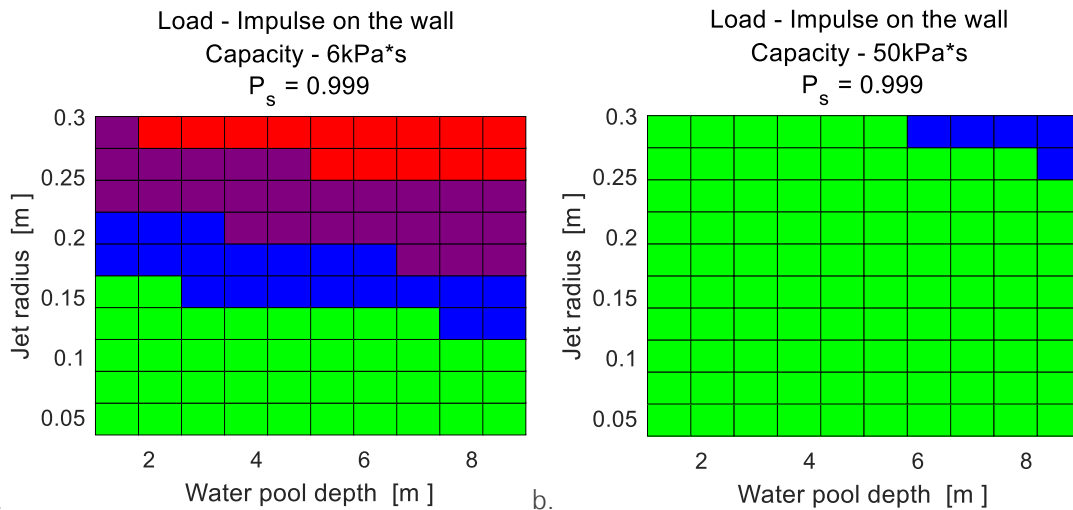 Load - Impulse on the wall
Capacity - 6kPa*s
Ps = 0.999
0.3
0.25
0.2
0.15
0.1
0.05
Jet radius [m ]
2 4 6 8
Water pool depth [m ]
b.
Load - Impulse on the wall
Capacity - 50kPa*s
Ps = 0.999
0.3
0.25
0.2
0.15
0.1
0.05
Jet radius [m ]
2 4 6 8
Water pool depth [m ]